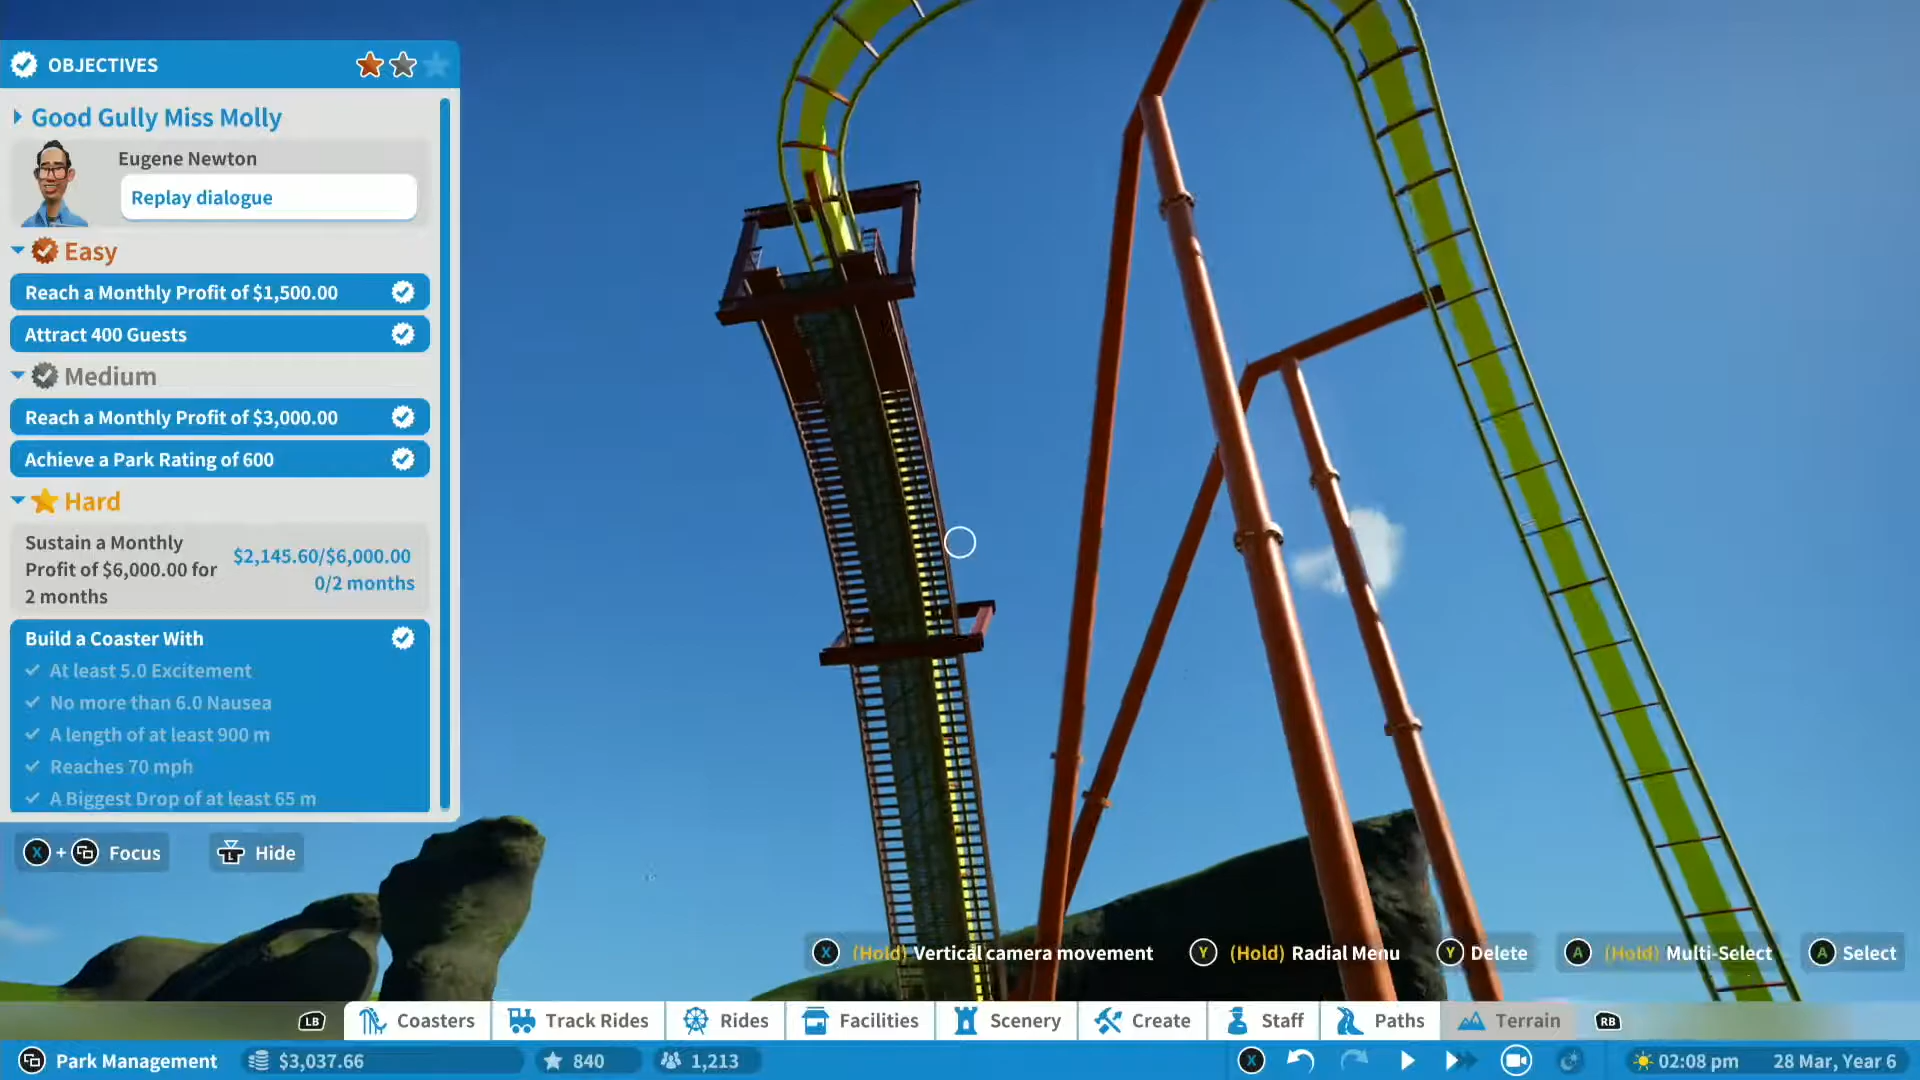 OBJECTIVES
Good Gully Miss Molly
Eugene Newton
Replay dialogue
Easy
Reach a Monthly Profit of $1,500.00
Attract 400 Guests
Medium
Reach a Monthly Profit of $3,000.00
Achieve a Park Rating of 600
Hard
Sustain a Monthly
Profit of $6,000.00 for
2 months
$2,145.60/$6,000.00
0/2 months
Build a Coaster With
At least 5.0 Excitement
No more than 6.0 Nausea
A length of at least 900 m
Reaches 70 mph
A Biggest Drop of at least 65 m
X + Focus
L Hide
X (Hold) Vertical camera movement
Y (Hold) Radial Menu
Y Delete
A (Hold) Multi-Select
A Select
LB Coasters Track Rides Rides Facilities Scenery Create Staff Paths Terrain RB
Park Management $3,037.66 840 1,213 X 02:08 pm 28 Mar, Year 6